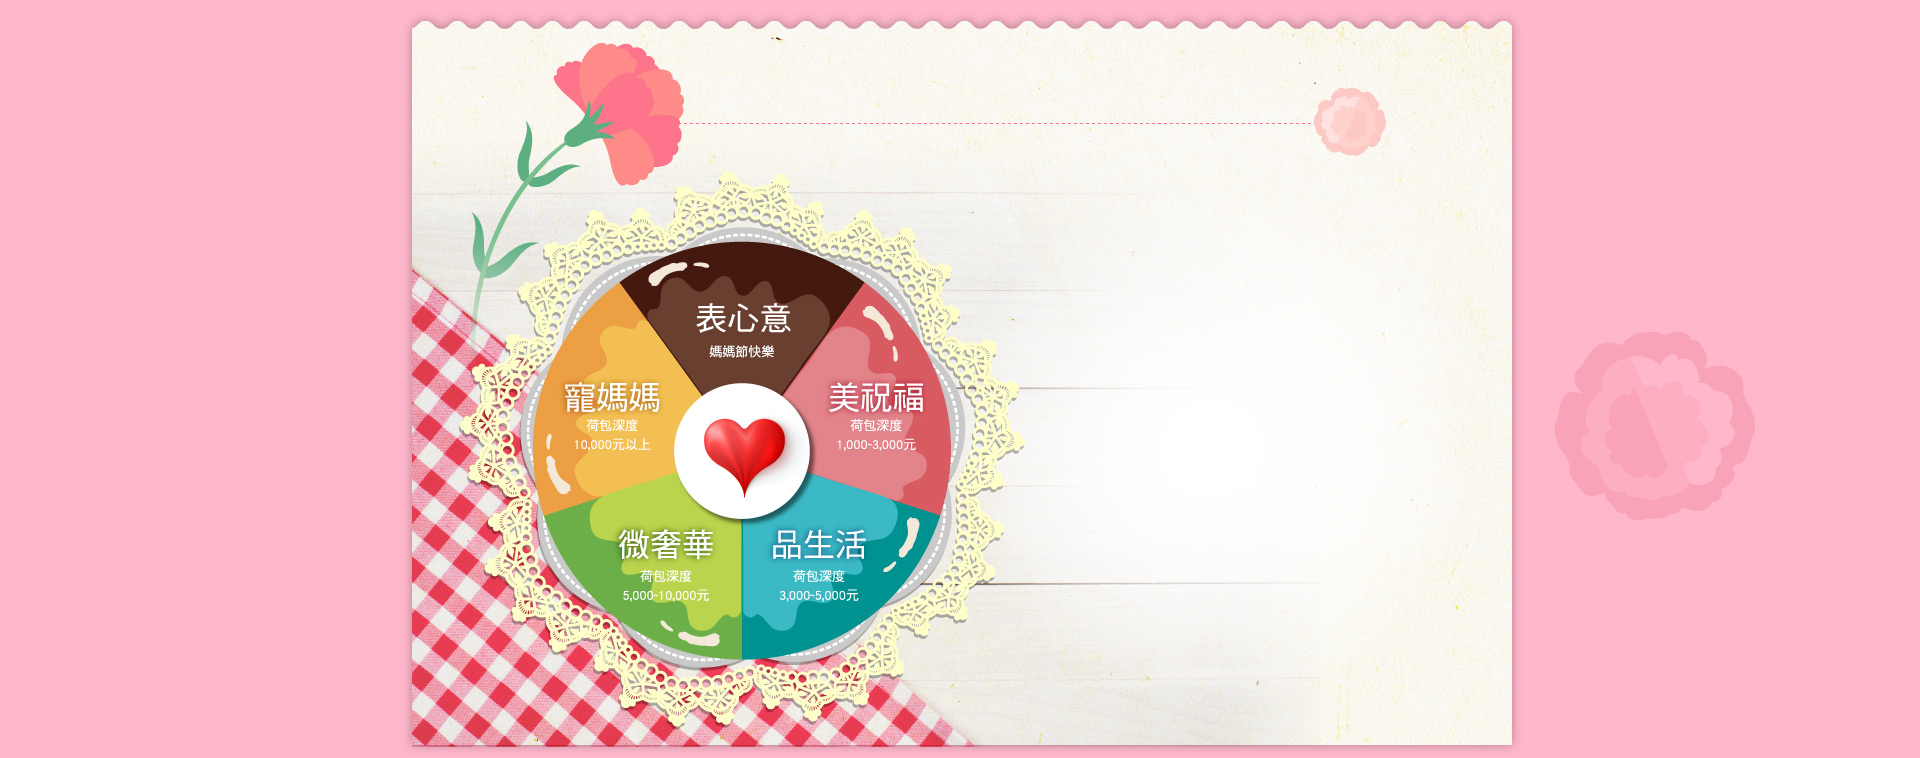 表心意
媽媽節快樂
美祝福
荷包深度
1,000-3,000元
品生活
荷包深度
3,000-5,000元
微奢華
荷包深度
5,000-10,000元
寵媽媽
荷包深度
10,000元以上